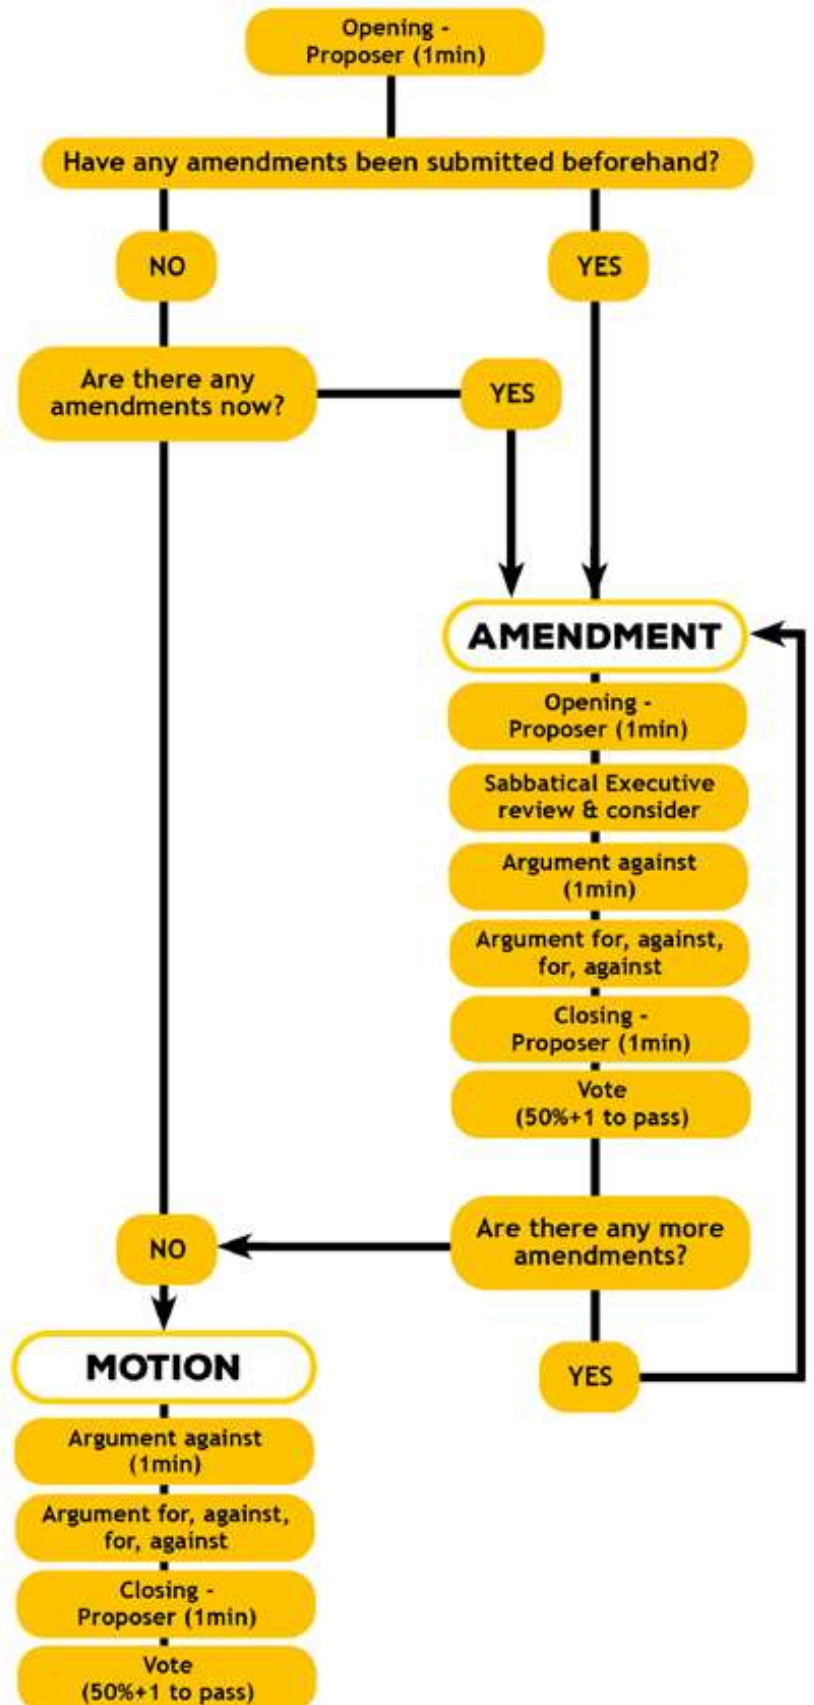 Opening -
Proposer (1min)
Have any amendments been submitted beforehand?
NO
YES
Are there any
amendments now?
YES
AMENDMENT
Opening -
Proposer (1min)
Sabbatical Executive
review & consider
Argument against
(1min)
Argument for, against,
for, against
Closing -
Proposer (1min)
Vote
(50%+1 to pass)
Are there any more
amendments?
NO
YES
MOTION
Argument against
(1min)
Argument for, against,
for, against
Closing -
Proposer (1min)
Vote
(50%+1 to pass)